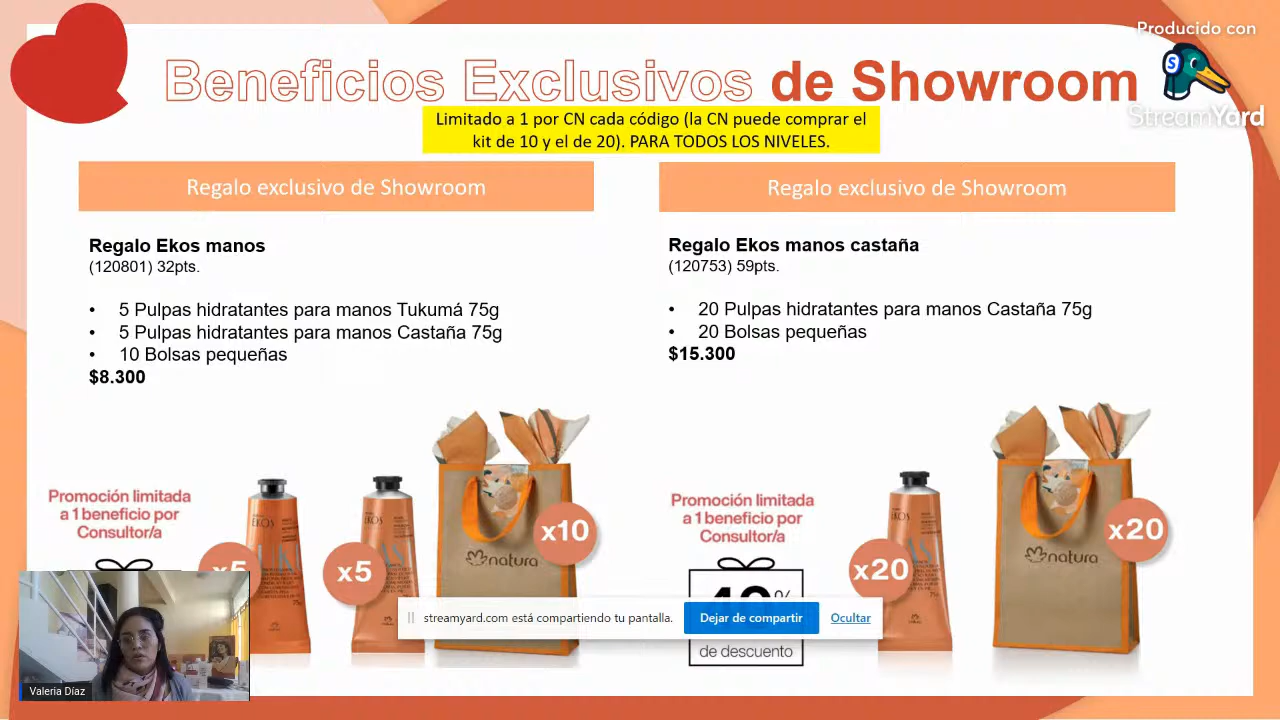 Producido con
StreamYard
Beneficios Exclusivos de Showroom
Limitado a 1 por CN cada código (la CN puede comprar el
kit de 10 y el de 20). PARA TODOS LOS NIVELES.
Regalo exclusivo de Showroom
Regalo Ekos manos
(120801) 32pts.
• 5 Pulpas hidratantes para manos Tukumá 75g
• 5 Pulpas hidratantes para manos Castaña 75g
• 10 Bolsas pequeñas
$8.300
Promoción limitada
a 1 beneficio por
Consultor/a
x5
EKOS
x5
EKOS
x10
natura
Regalo exclusivo de Showroom
Regalo Ekos manos castaña
(120753) 59pts.
• 20 Pulpas hidratantes para manos Castaña 75g
• 20 Bolsas pequeñas
$15.300
Promoción limitada
a 1 beneficio por
Consultor/a
de descuento
x20
EKOS
x20
natura
streamyard.com está compartiendo tu pantalla.
Dejar de compartir
Ocultar
Valeria Díaz